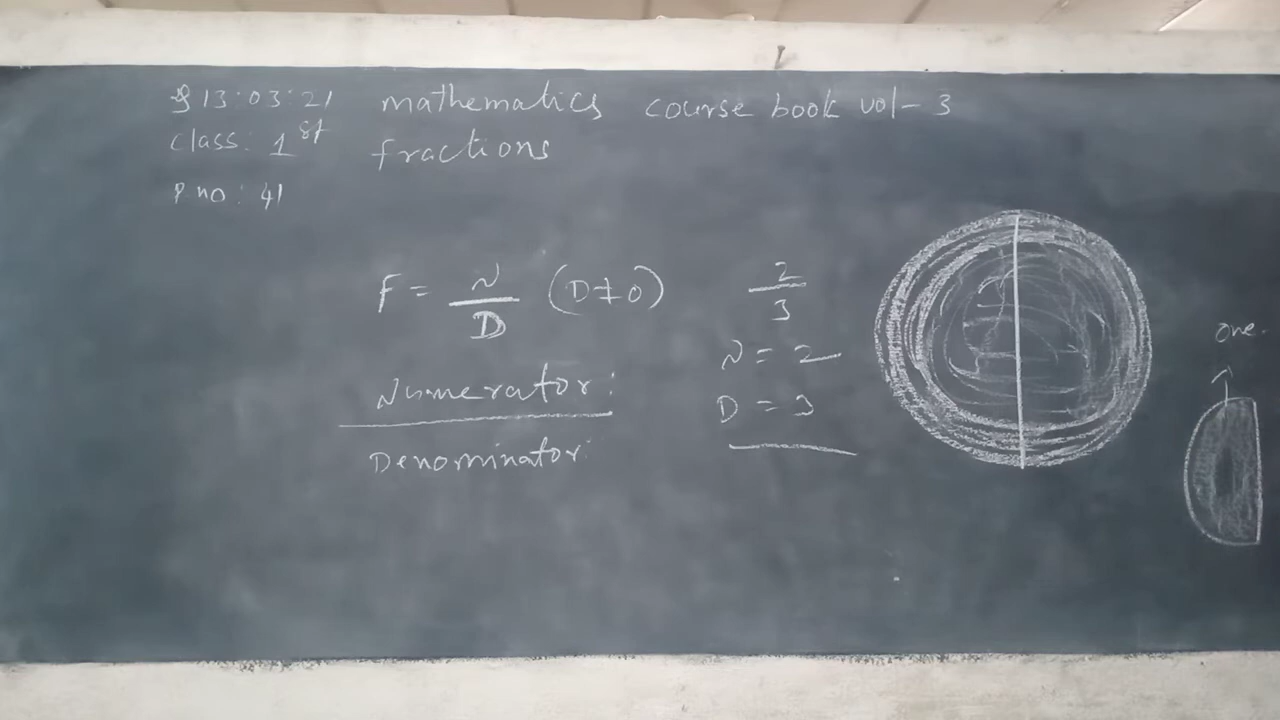 13:03:21 mathematics course book vol-3
class: 1st fractions
P no: 41
F = N/D (D≠0)
Numerator:
Denominator:
2/3
N = 2
D = 3
one.